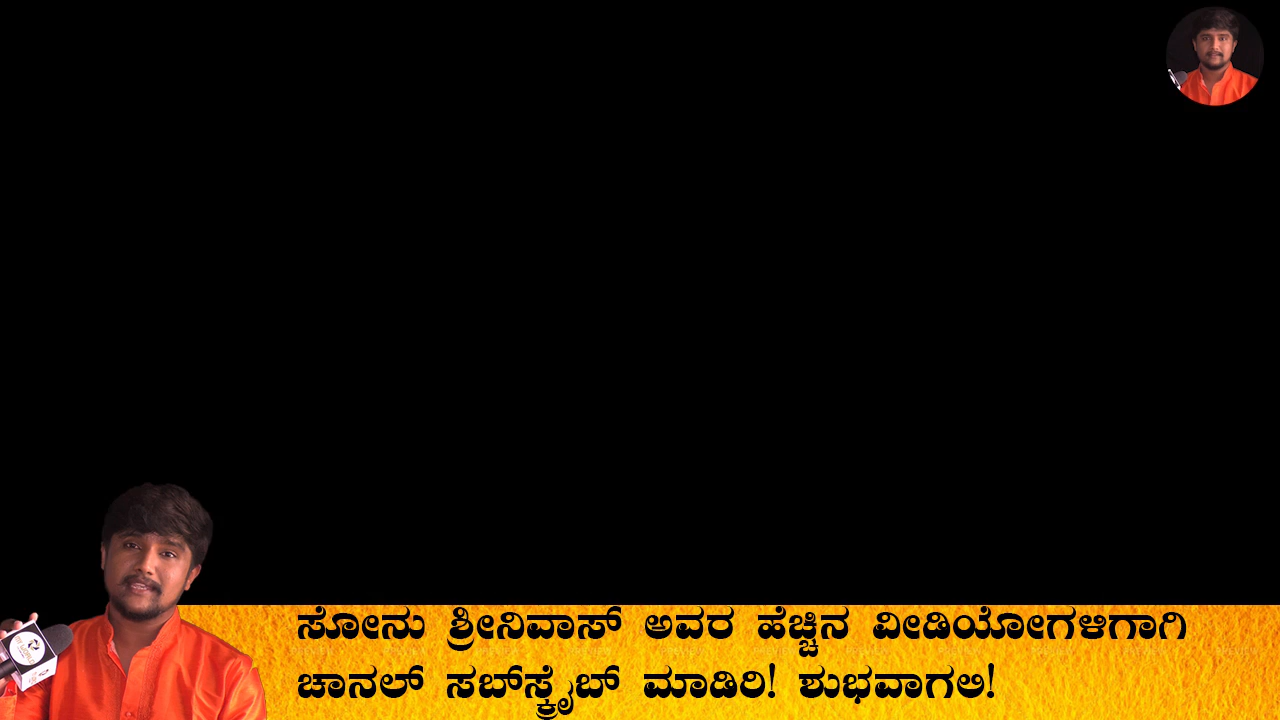 ಸೋನು ಶ್ರೀನಿವಾಸ್ ಅವರ ಹೆಚ್ಚಿನ ವೀಡಿಯೋಗಳಿಗಾಗಿ
ಚಾನಲ್ ಸಬ್‌ಸ್ಕ್ರೈಬ್ ಮಾಡಿರಿ! ಶುಭವಾಗಲಿ!